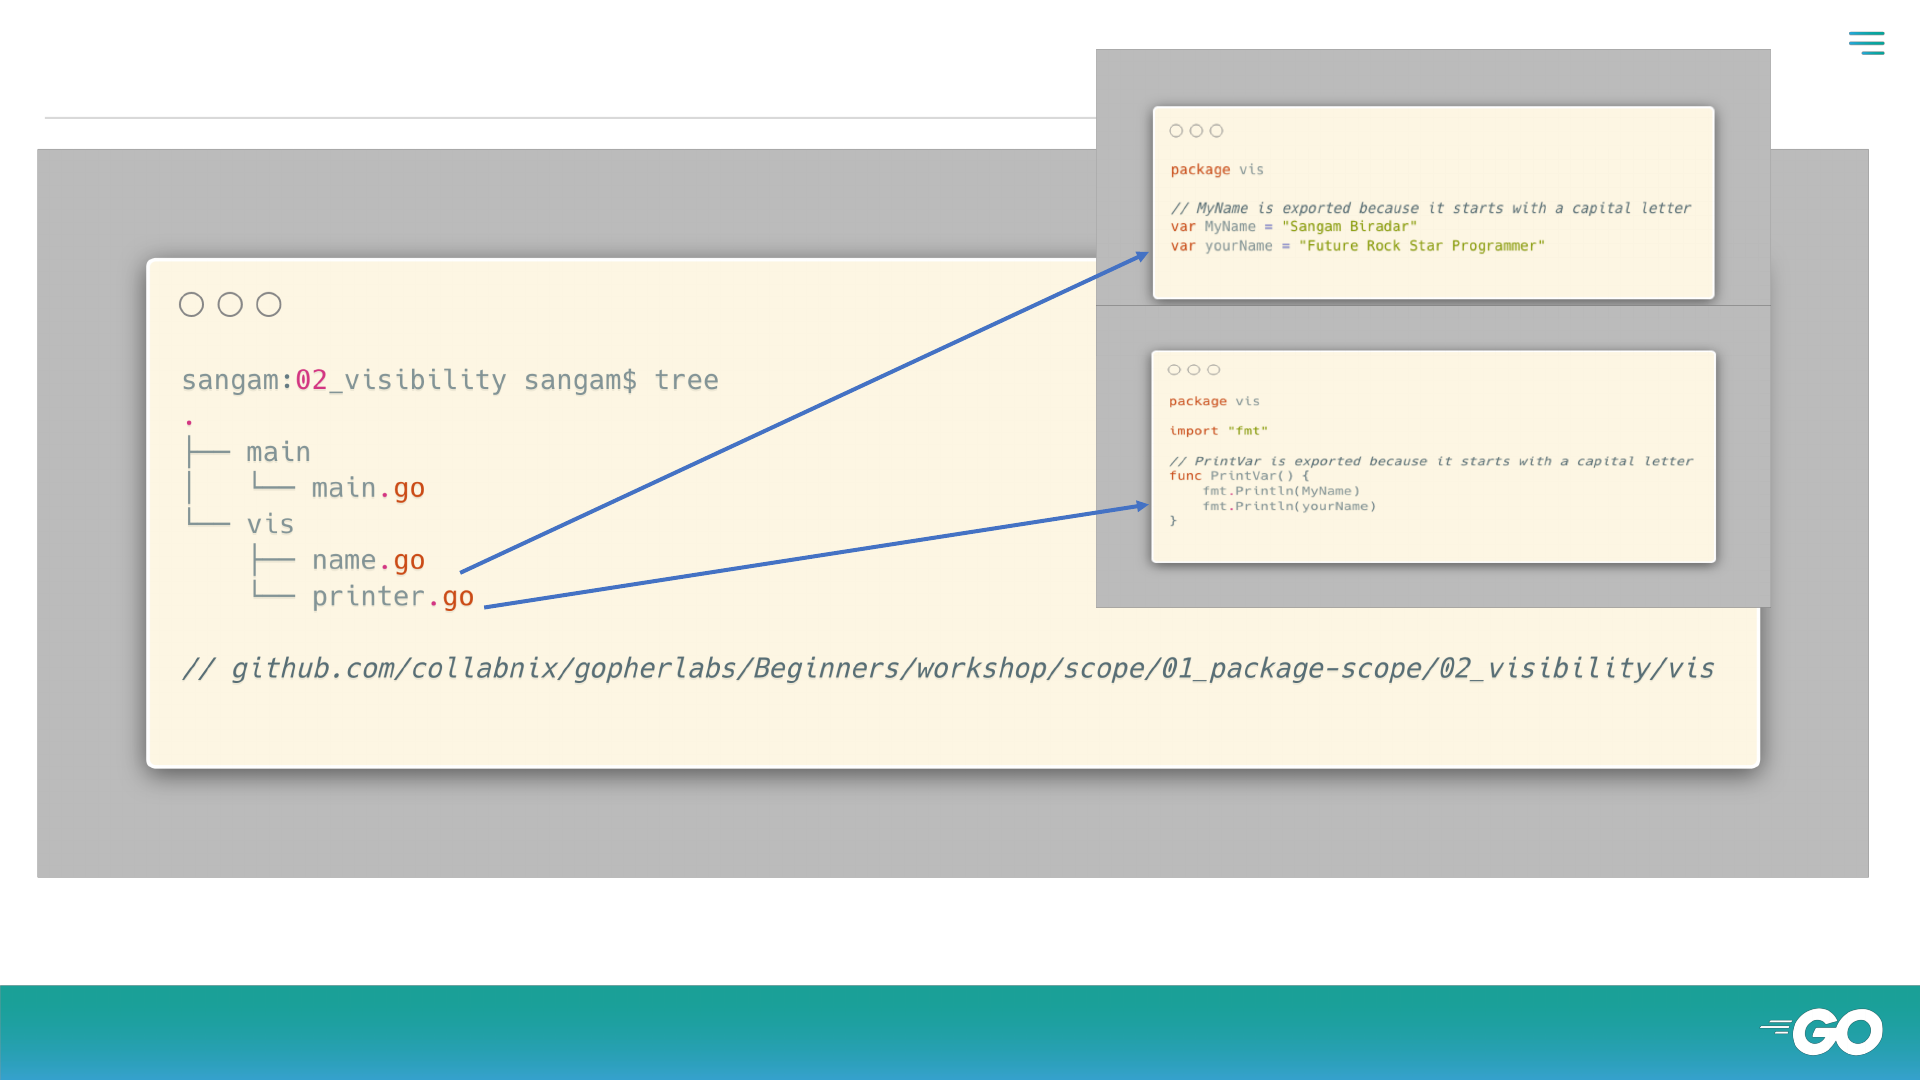 sangam:02_visibility sangam$ tree
.
├── main
│   └── main.go
└── vis
    ├── name.go
    └── printer.go
// github.com/collabnix/gopherlabs/Beginners/workshop/scope/01_package-scope/02_visibility/vis
package vis
// MyName is exported because it starts with a capital letter
var MyName = "Sangam Biradar"
var yourName = "Future Rock Star Programmer"
package vis
import "fmt"
// PrintVar is exported because it starts with a capital letter
func PrintVar() {
    fmt.Println(MyName)
    fmt.Println(yourName)
}
GO